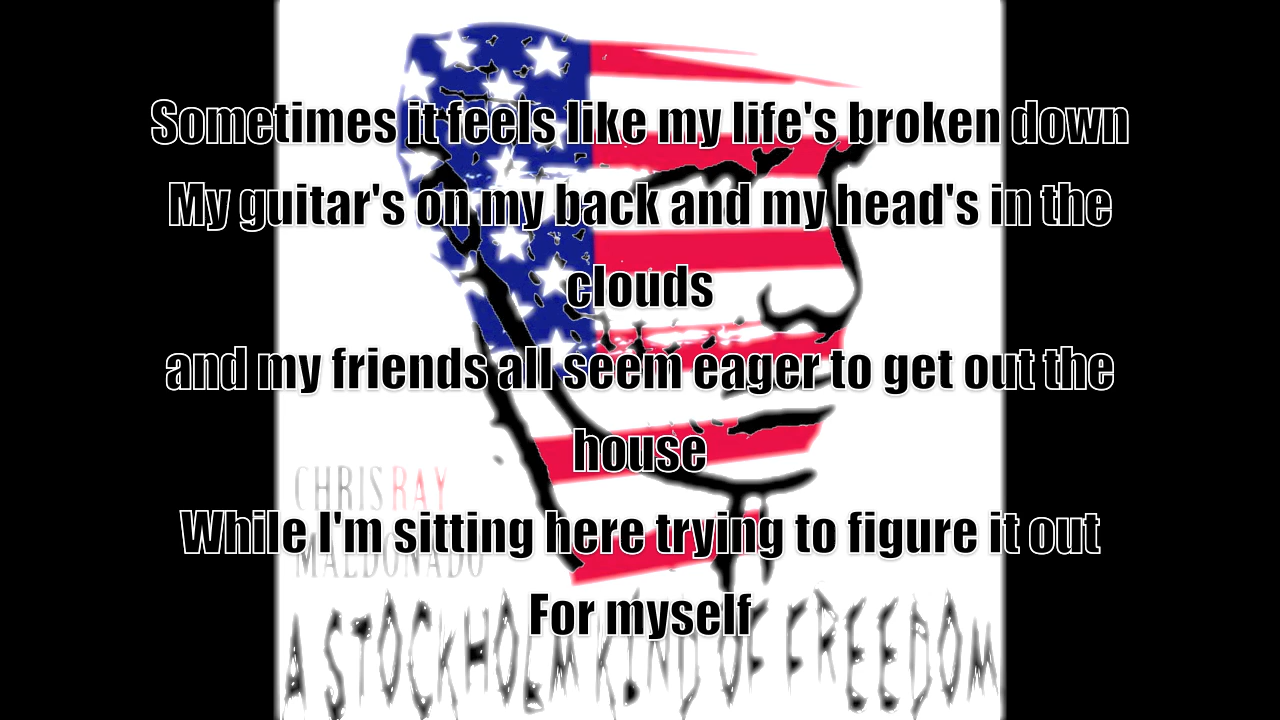 Sometimes it feels like my life's broken down
My guitar's on my back and my head's in the
clouds
and my friends all seem eager to get out the
house
CHRIS RAY
While I'm sitting here trying to figure it out
MALDONADO
For myself
A STOCKHOLM KIND OF FREEDOM